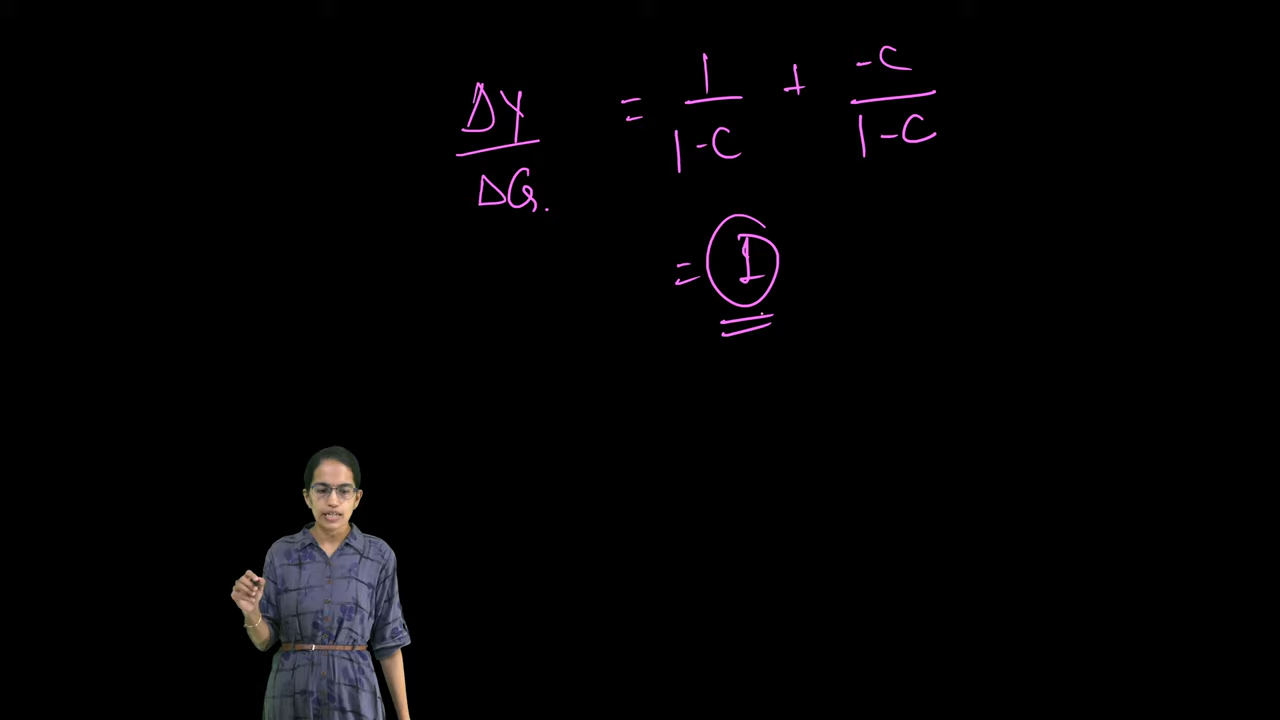 ΔY/ΔG. = 1/1-C + -C/1-C
= 1